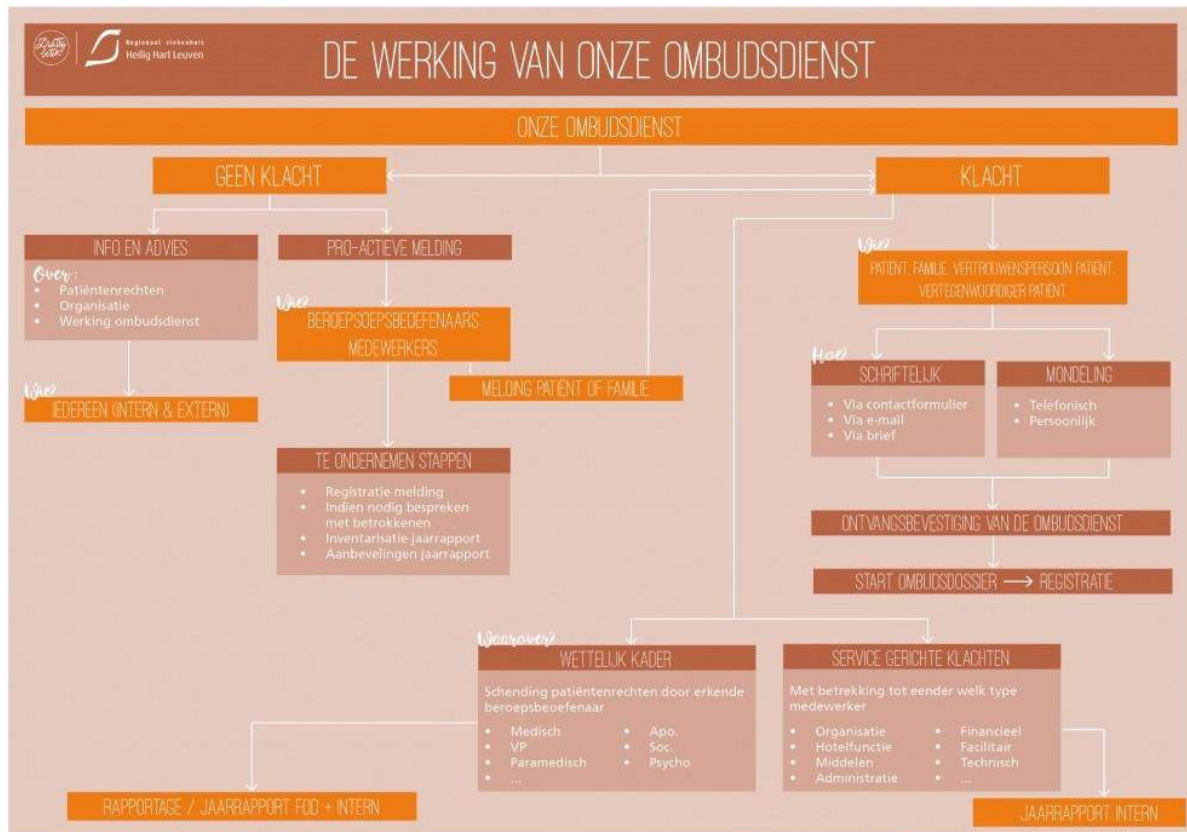 Regionaal ziekenheit
Heilig Hart Leuven
DE WERKING VAN ONZE OMBUDSDIENST
ONZE OMBUDSDIENST
GEEN KLACHT
KLACHT
INFO EN ADVIES
Over:
• Patiëntenrechten
• Organisatie
• Werking ombudsdienst
Wie?
IEDEREEN (INTERN & EXTERN)
PRO-ACTIEVE MELDING
Wie?
BEROEPSOEPSBEOEFENAARS
MEDEWERKERS
MELDING PATIËNT OF FAMILIE
TE ONDERNEMEN STAPPEN
• Registratie melding
• Indien nodig bespreken
met betrokkenen
• Inventarisatie jaarrapport
• Aanbevelingen jaarrapport
Wie?
PATIËNT, FAMILIE, VERTROUWENSPERSOON PATIËNT,
VERTEGENWOORDIGER PATIËNT
Hoe?
SCHRIFTELIJK
• Via contactformulier
• Via e-mail
• Via brief
MONDELING
• Telefonisch
• Persoonlijk
ONTVANGSBEVESTIGING VAN DE OMBUDSDIENST
START OMBUDSDOSSIER → REGISTRATIE
Waarover?
WETTELIJK KADER
Schending patiëntenrechten door erkende
beroepsbeoefenaar
• Medisch
• VP
• Paramedisch
• ...
• Apo.
• Soc.
• Psycho
SERVICE GERICHTE KLACHTEN
Met betrekking tot eender welk type
medewerker
• Organisatie
• Hotelfunctie
• Middelen
• Administratie
• Financieel
• Facilitair
• Technisch
• ...
RAPPORTAGE / JAARRAPPORT FOD + INTERN
JAARRAPPORT INTERN